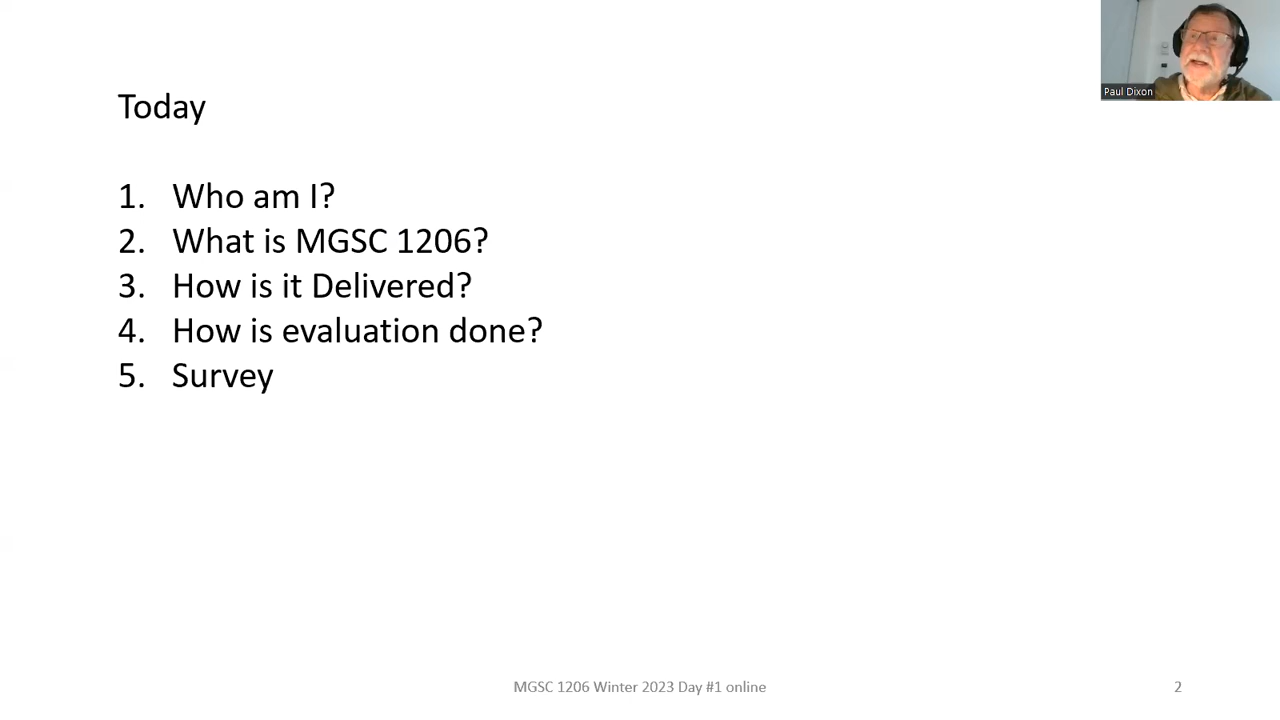 Paul Dixon
Today
1. Who am I?
2. What is MGSC 1206?
3. How is it Delivered?
4. How is evaluation done?
5. Survey
MGSC 1206 Winter 2023 Day #1 online
2